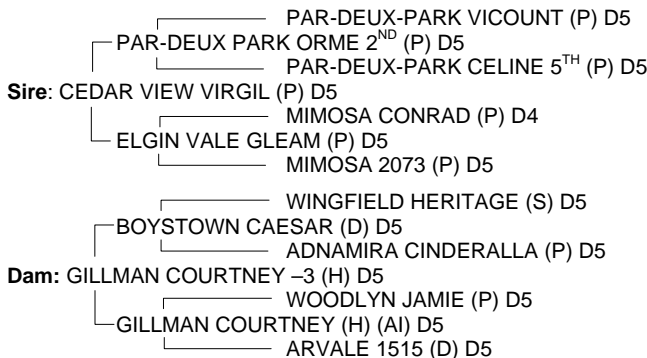 PAR-DEUX-PARK VICOUNT (P) D5
PAR-DEUX PARK ORME 2ND (P) D5
PAR-DEUX-PARK CELINE 5TH (P) D5
Sire: CEDAR VIEW VIRGIL (P) D5
MIMOSA CONRAD (P) D4
ELGIN VALE GLEAM (P) D5
MIMOSA 2073 (P) D5
WINGFIELD HERITAGE (S) D5
BOYSTOWN CAESAR (D) D5
ADNAMIRA CINDERALLA (P) D5
Dam: GILLMAN COURTNEY –3 (H) D5
WOODLYN JAMIE (P) D5
GILLMAN COURTNEY (H) (AI) D5
ARVALE 1515 (D) D5